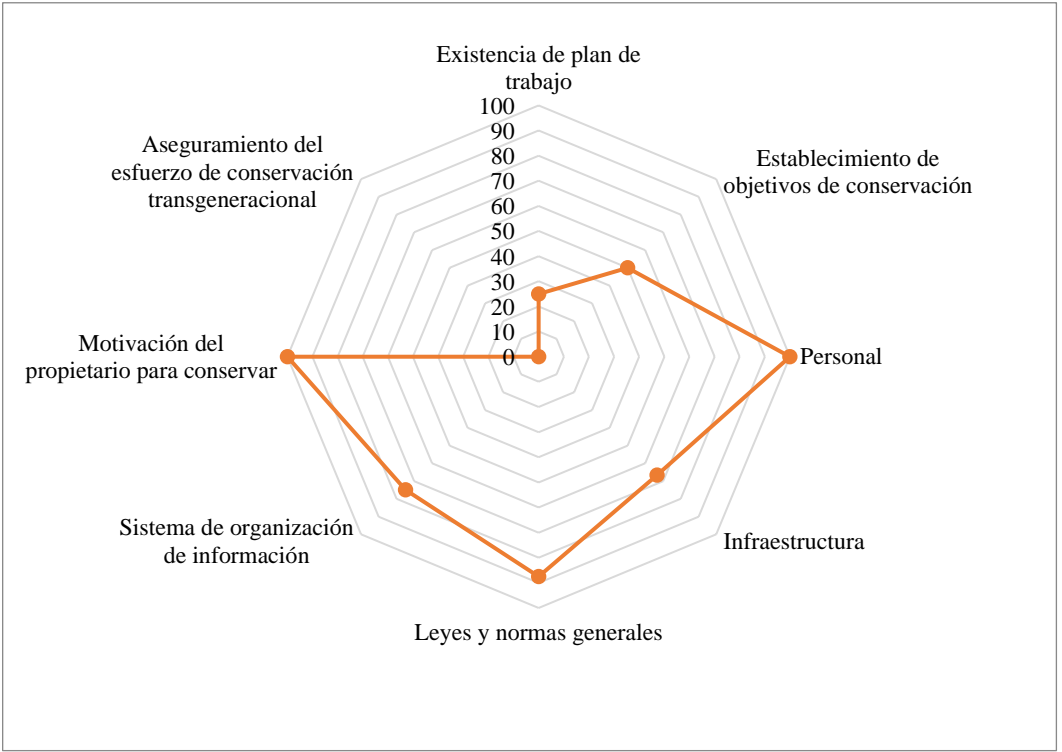 Existencia de plan de
trabajo
100
90
80
70
60
50
40
30
20
10
0
Establecimiento de
objetivos de conservación
Personal
Infraestructura
Leyes y normas generales
Sistema de organización
de información
Motivación del
propietario para conservar
Aseguramiento del
esfuerzo de conservación
transgeneracional